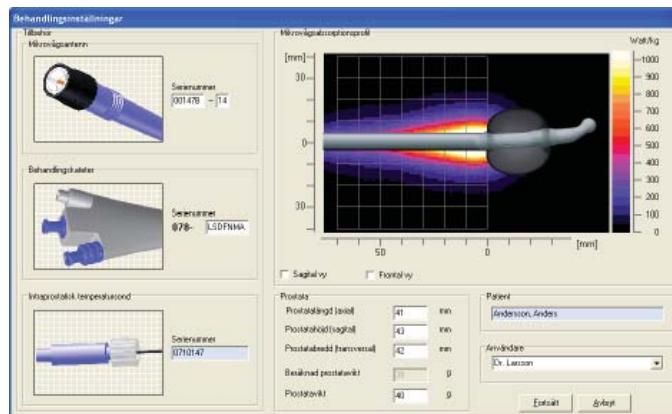 Behandlingsinställningar
Tillbehör
Mikrovågsantenn
Serienummer
001478 - 14
Behandlingskateter
Serienummer
078- LSDFNMA
Intraprostatisk temperatursond
Serienummer
0710147
Mikrovågsabsorptionsprofil
[mm]
30
0
30
50
0
[mm]
Watt/kg
1000
900
800
700
600
500
400
300
200
100
0
Sagital vy
Frontal vy
Prostata
Prostatalängd (axial) 41 mm
Prostatahöjd (sagital) 43 mm
Prostatabredd (transversal) 42 mm
Beräknad prostatavikt g
Prostatavikt 40 g
Patient
Andersson, Anders
Användare
Dr. Larsson
Fortsätt
Avbryt